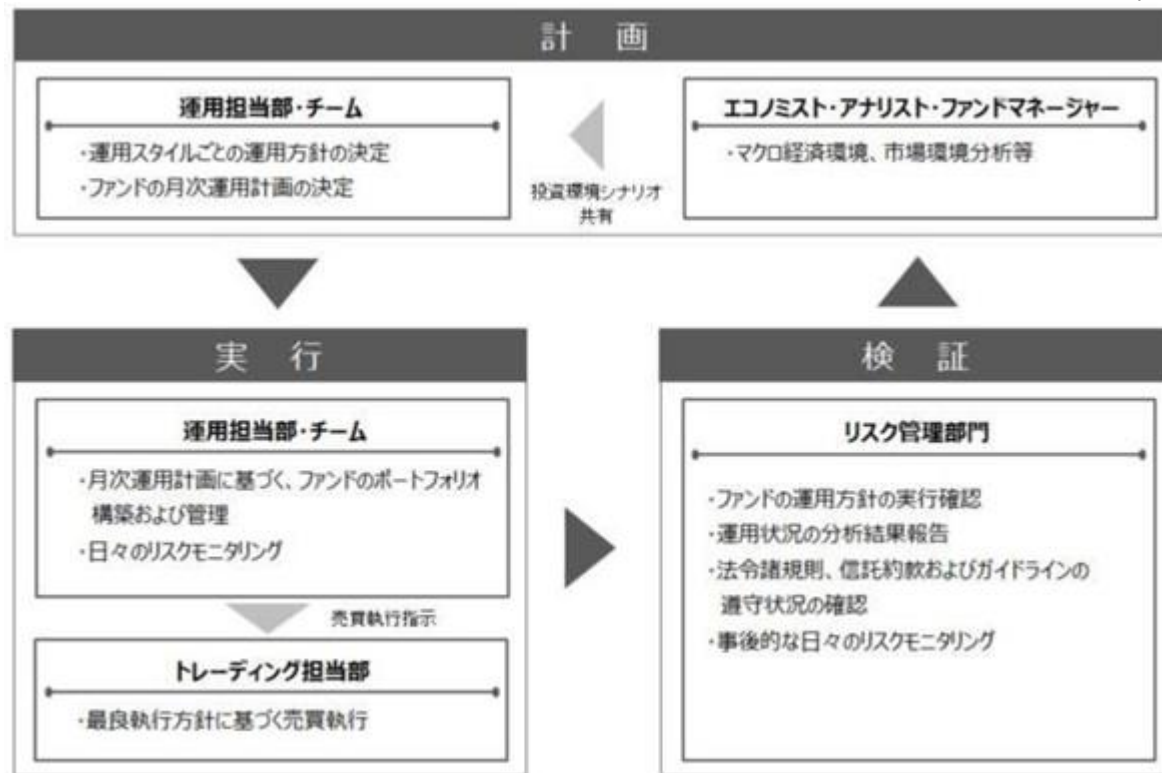 計 画
運用担当部・チーム
・運用スタイルごとの運用方針の決定
・ファンドの月次運用計画の決定
投資環境シナリオ
共有
エコノミスト・アナリスト・ファンドマネージャー
・マクロ経済環境、市場環境分析等
実 行
運用担当部・チーム
・月次運用計画に基づく、ファンドのポートフォリオ
構築および管理
・日々のリスクモニタリング
売買執行指示
トレーディング担当部
・最良執行方針に基づく売買執行
検 証
リスク管理部門
・ファンドの運用方針の実行確認
・運用状況の分析結果報告
・法令諸規則、信託約款およびガイドラインの
遵守状況の確認
・事後的な日々のリスクモニタリング